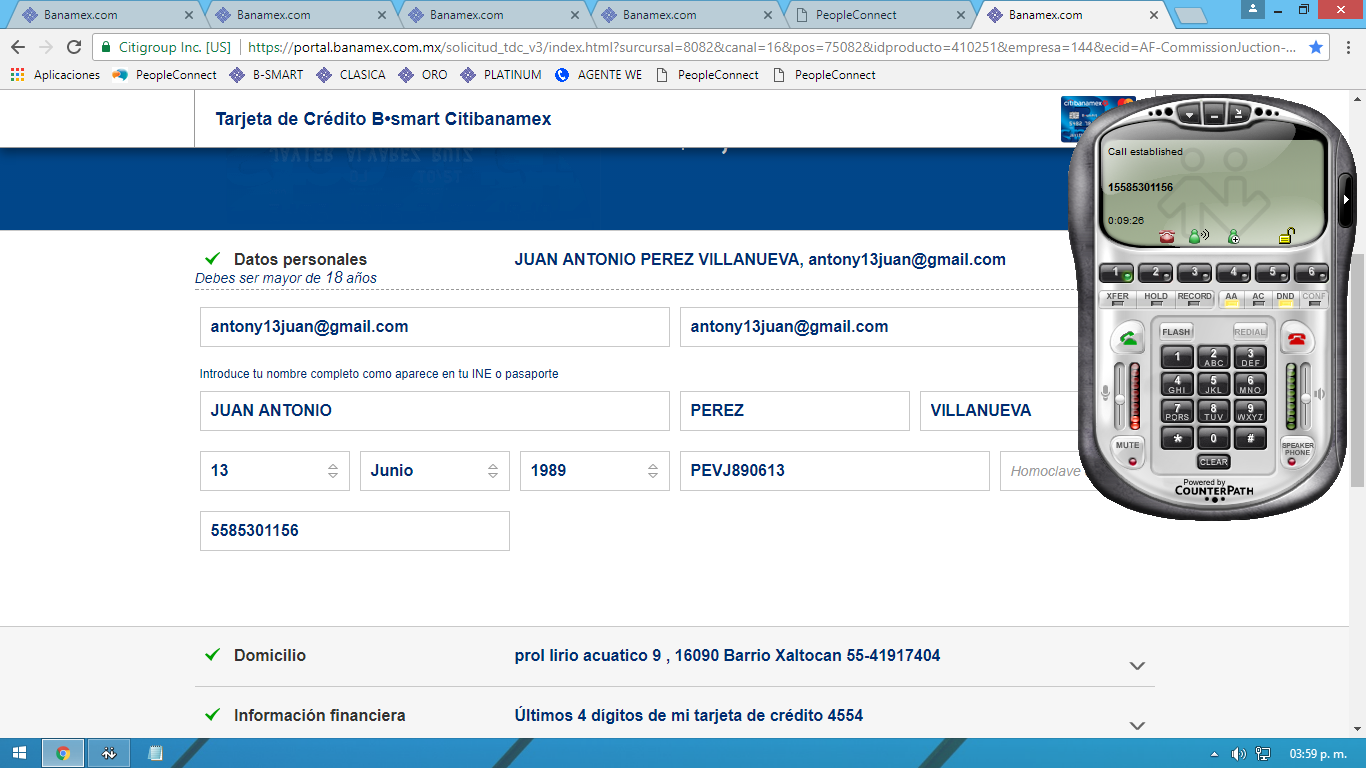 Banamex.com
Banamex.com
Banamex.com
Banamex.com
PeopleConnect
Banamex.com
Citigroup Inc. [US]
https://portal.banamex.com.mx/solicitud_tdc_v3/index.html?surcursal=8082&canal=16&pos=75082&idproducto=410251&empresa=144&ecid=AF-CommissionJuction-...
Aplicaciones
PeopleConnect
B-SMART
CLASICA
ORO
PLATINUM
AGENTE WE
PeopleConnect
PeopleConnect
Tarjeta de Crédito B•smart Citibanamex
citibanamex
JAVIER ALVAREZ RUIZ
Datos personales
JUAN ANTONIO PEREZ VILLANUEVA, antony13juan@gmail.com
Debes ser mayor de 18 años
antony13juan@gmail.com
antony13juan@gmail.com
Introduce tu nombre completo como aparece en tu INE o pasaporte
JUAN ANTONIO
PEREZ
VILLANUEVA
13
Junio
1989
PEVJ890613
Homoclave
5585301156
Domicilio
prol lirio acuatico 9 , 16090 Barrio Xaltocan 55-41917404
Información financiera
Últimos 4 dígitos de mi tarjeta de crédito 4554
Call established
15585301156
0:09:26
1 2 3 4 5 6
XFER HOLD RECORD AA AC DND CONF
FLASH
REDIAL
1 2 ABC 3 DEF
4 GHI 5 JKL 6 MNO
7 PQRS 8 TUV 9 WXYZ
* 0 #
MUTE
CLEAR
SPEAKER PHONE
Powered by
COUNTERPATH
03:59 p. m.